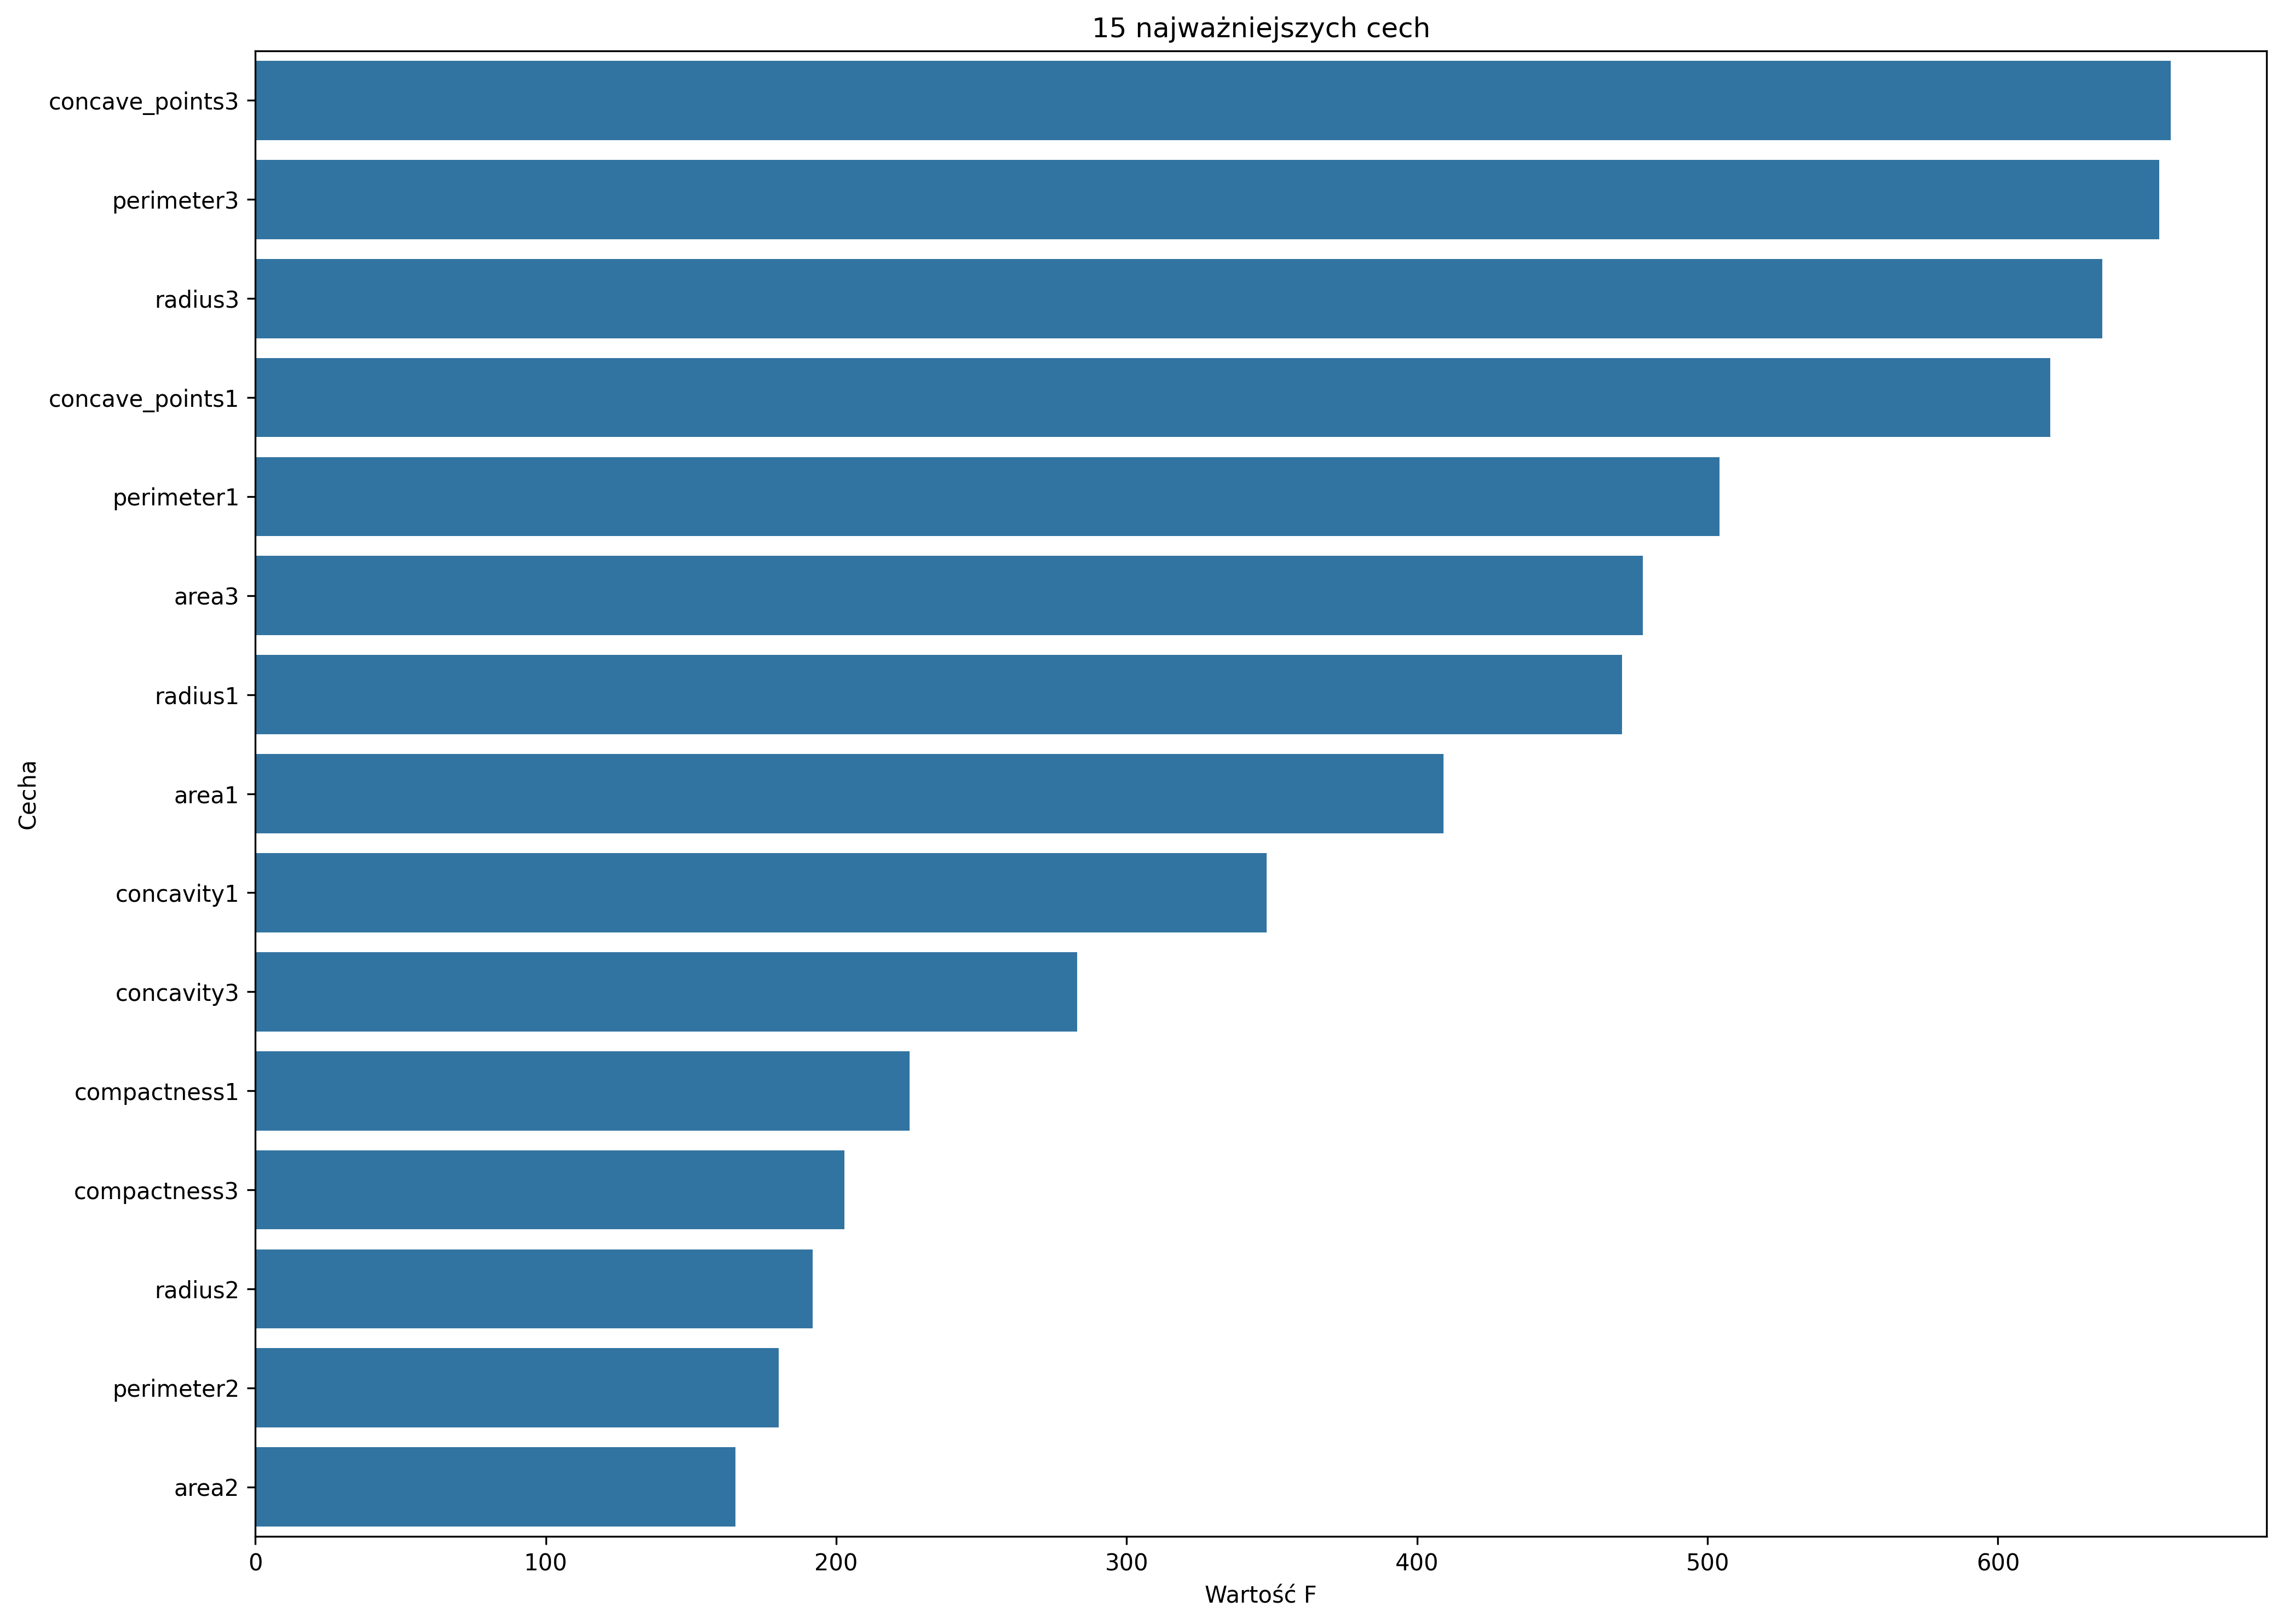 15 najważniejszych cech
concave_points3
perimeter3
radius3
concave_points1
perimeter1
area3
radius1
area1
concavity1
concavity3
compactness1
compactness3
radius2
perimeter2
area2
Cecha
0 100 200 300 400 500 600
Wartość F